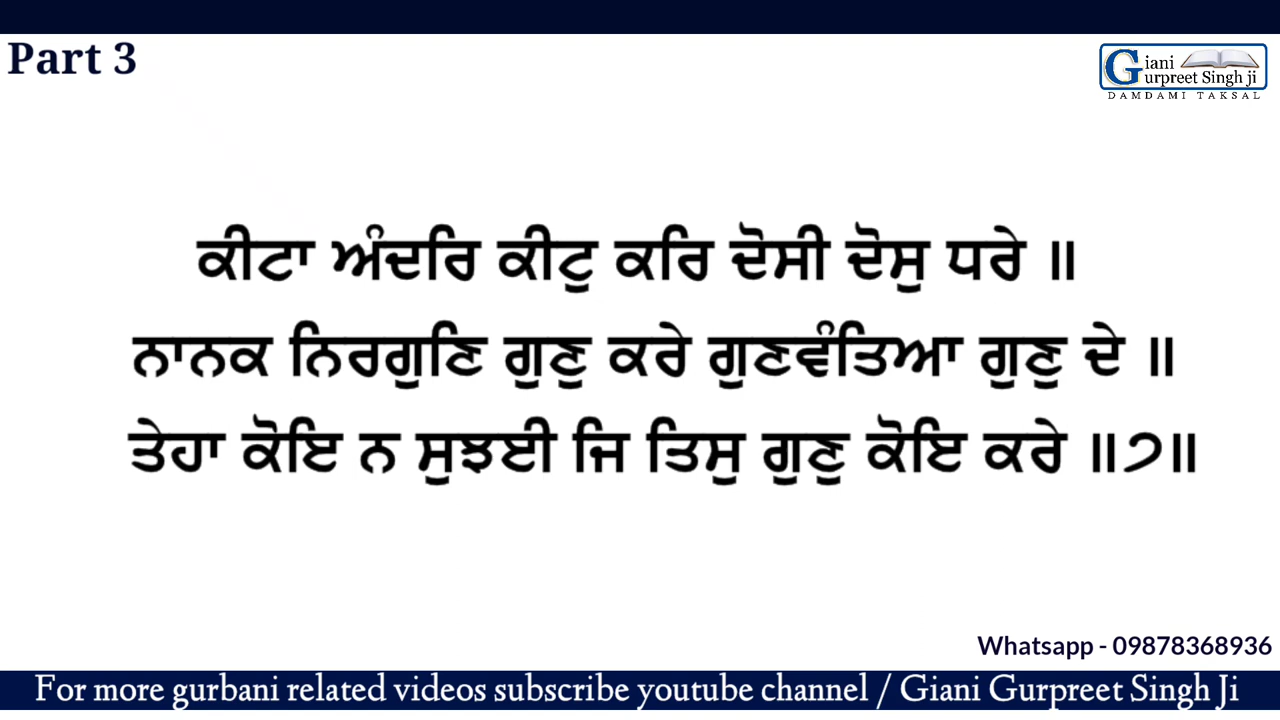 Part 3
Giani
Gurpreet Singh ji
DAMDAMI TAKSAL
ਕੀਟਾ ਅੰਦਰਿ ਕੀਟੁ ਕਰਿ ਦੋਸੀ ਦੋਸੁ ਧਰੇ ॥
ਨਾਨਕ ਨਿਰਗੁਣਿ ਗੁਣੁ ਕਰੇ ਗੁਣਵੰਤਿਆ ਗੁਣੁ ਦੇ ॥
ਤੇਹਾ ਕੋਇ ਨ ਸੁਝਈ ਜਿ ਤਿਸੁ ਗੁਣੁ ਕੋਇ ਕਰੇ ॥੭॥
Whatsapp - 09878368936
For more gurbani related videos subscribe youtube channel / Giani Gurpreet Singh Ji